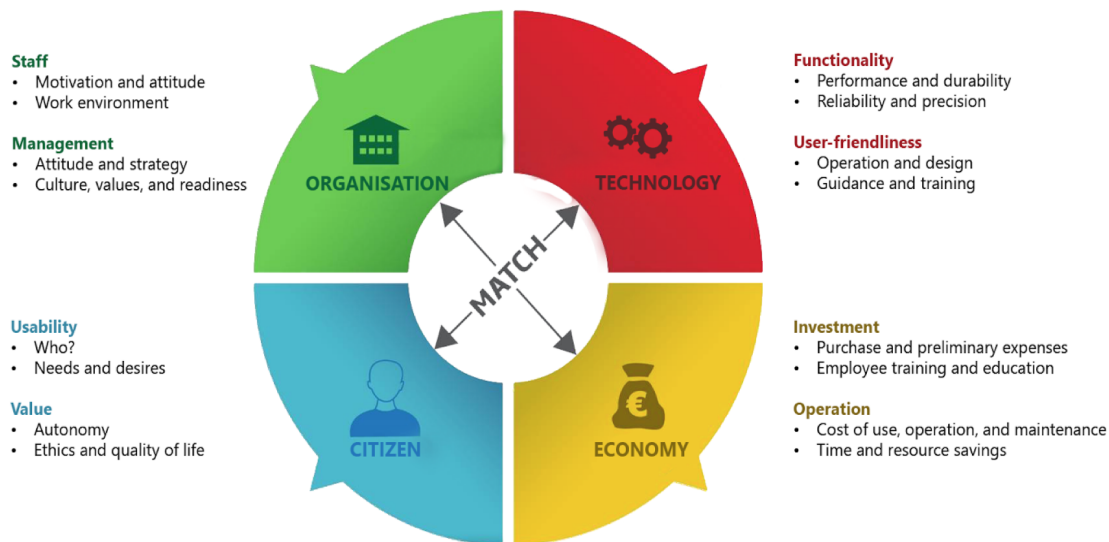 Staff
• Motivation and attitude
• Work environment
Management
• Attitude and strategy
• Culture, values, and readiness
ORGANISATION
TECHNOLOGY
Functionality
• Performance and durability
• Reliability and precision
User-friendliness
• Operation and design
• Guidance and training
MATCH
Usability
• Who?
• Needs and desires
Value
• Autonomy
• Ethics and quality of life
CITIZEN
€
ECONOMY
Investment
• Purchase and preliminary expenses
• Employee training and education
Operation
• Cost of use, operation, and maintenance
• Time and resource savings